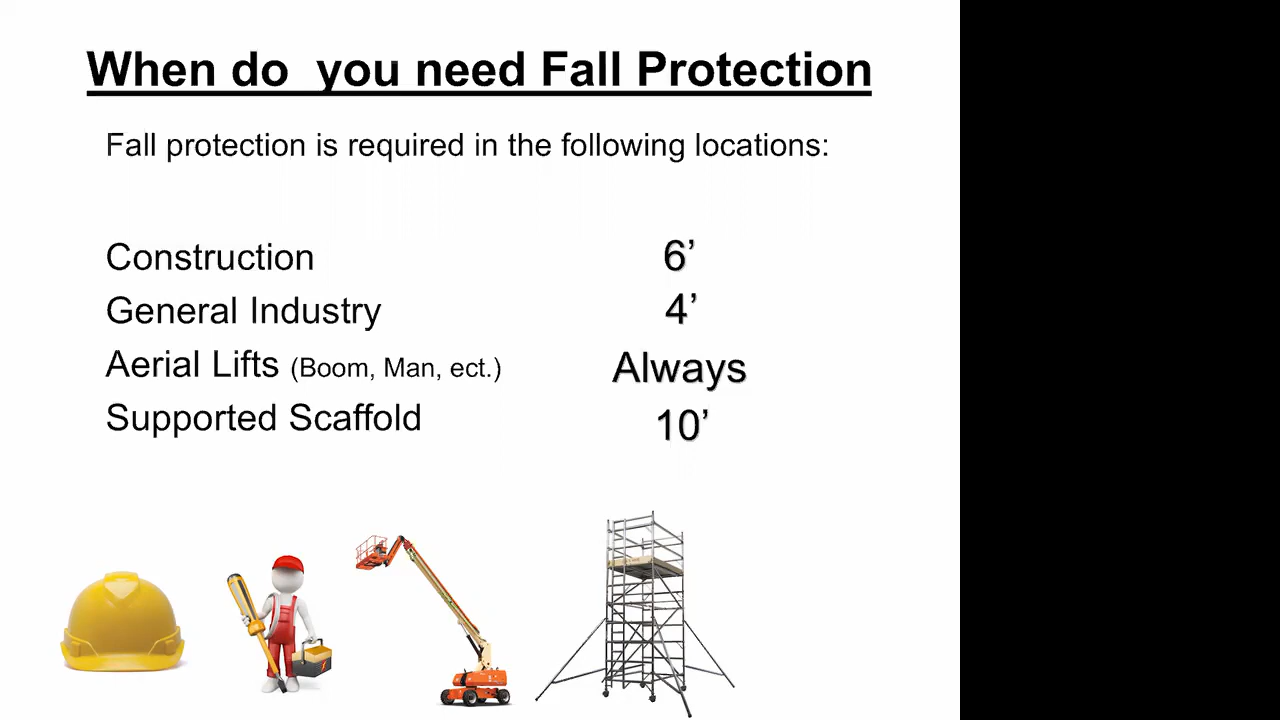 When do you need Fall Protection
Fall protection is required in the following locations:
Construction 6’
General Industry 4’
Aerial Lifts (Boom, Man, ect.) Always
Supported Scaffold 10’